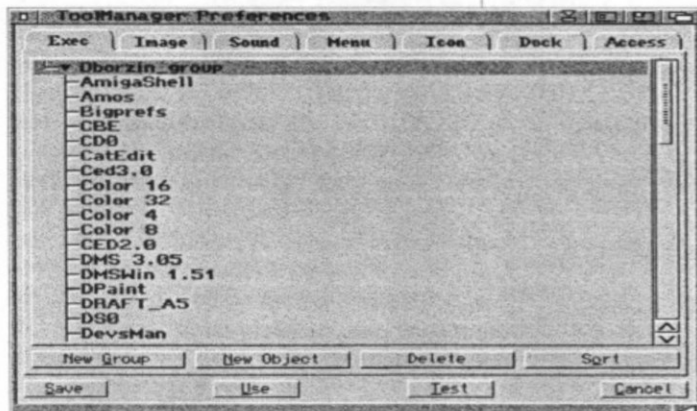 ToolManager Preferences
Exec Image Sound Menu Icon Dock Access
Oborzin_group
AmigaShell
Amos
Bigprefs
CBE
CD0
CatEdit
Ced3.0
Color 16
Color 32
Color 4
Color 8
CED2.0
DMS 3.05
DMSWin 1.51
DPaint
DRAFT_A5
DS0
DevsMan
New Group New Object Delete Sort
Save Use Test Cancel